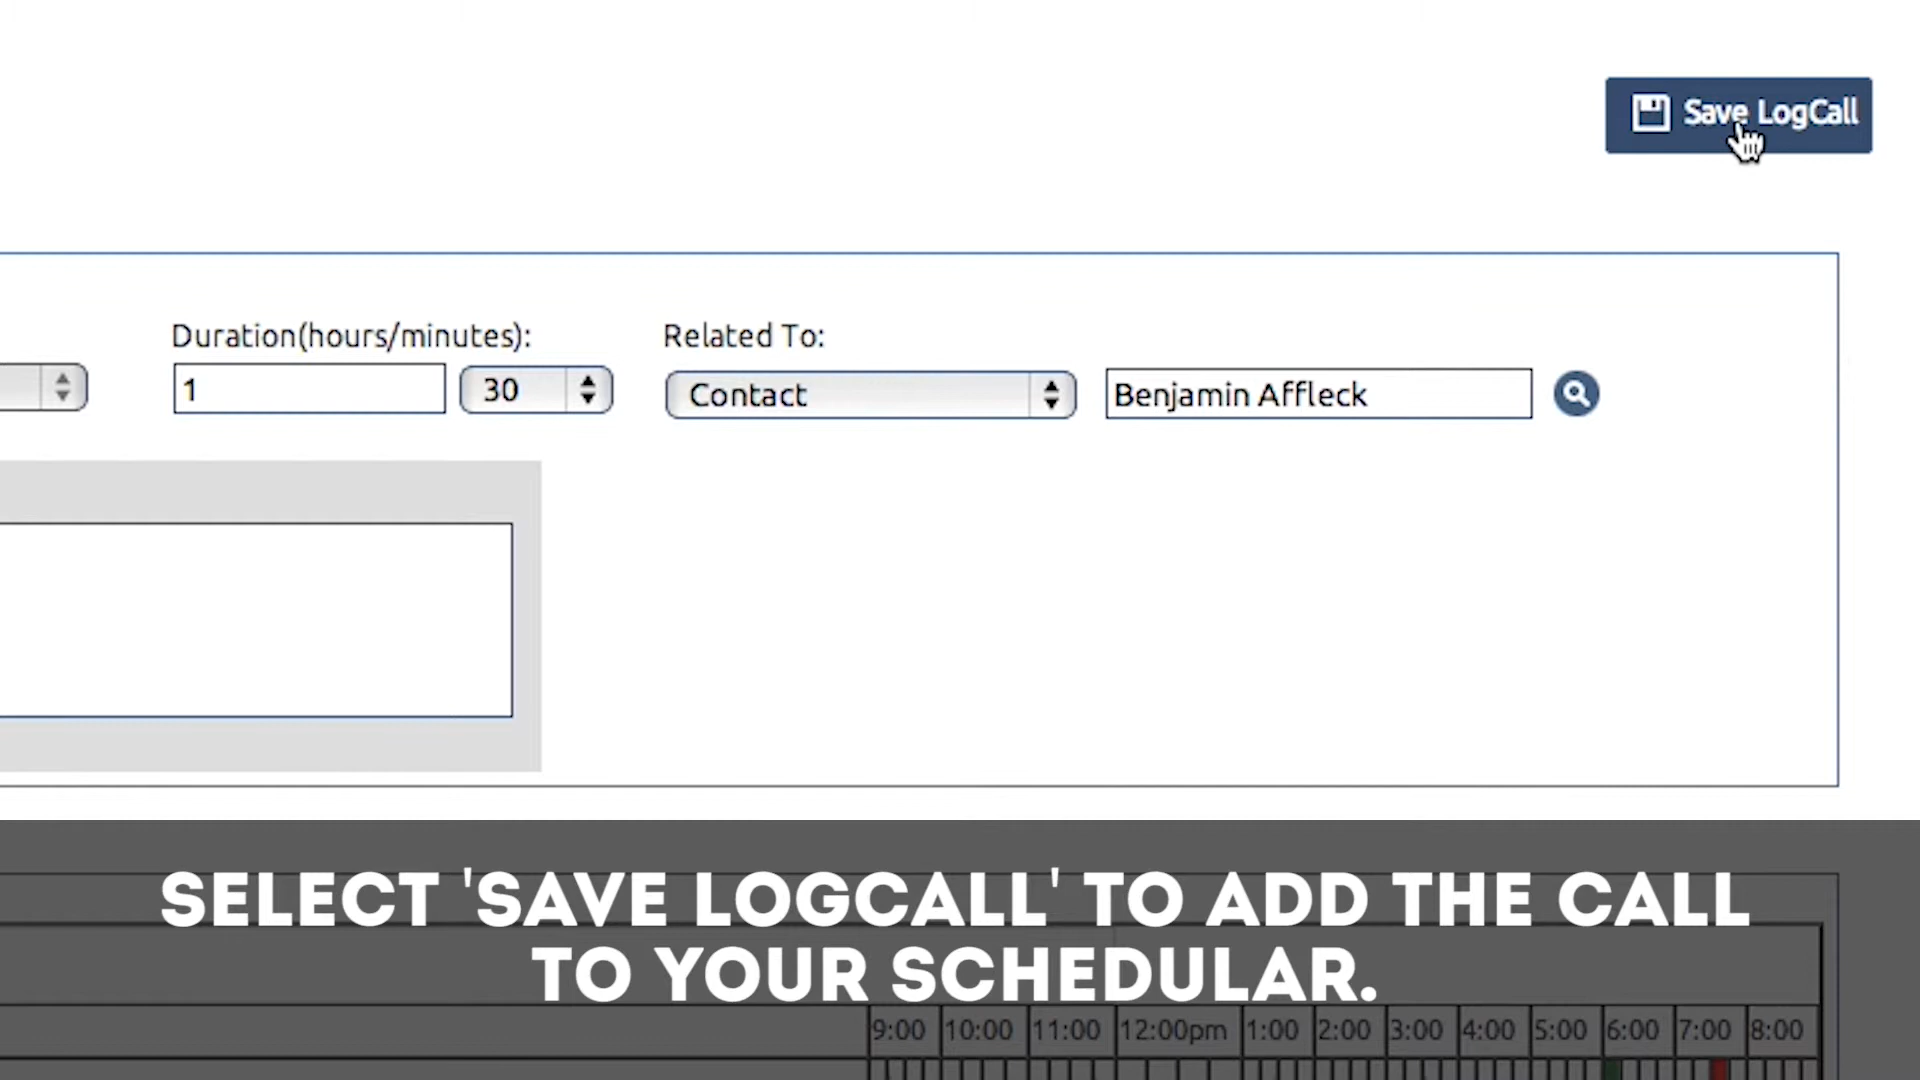 Save LogCall
Duration(hours/minutes):
Related To:
1
30
Contact
Benjamin Affleck
SELECT 'SAVE LOGCALL' TO ADD THE CALL
TO YOUR SCHEDULAR.
9:00 10:00 11:00 12:00pm 1:00 2:00 3:00 4:00 5:00 6:00 7:00 8:00